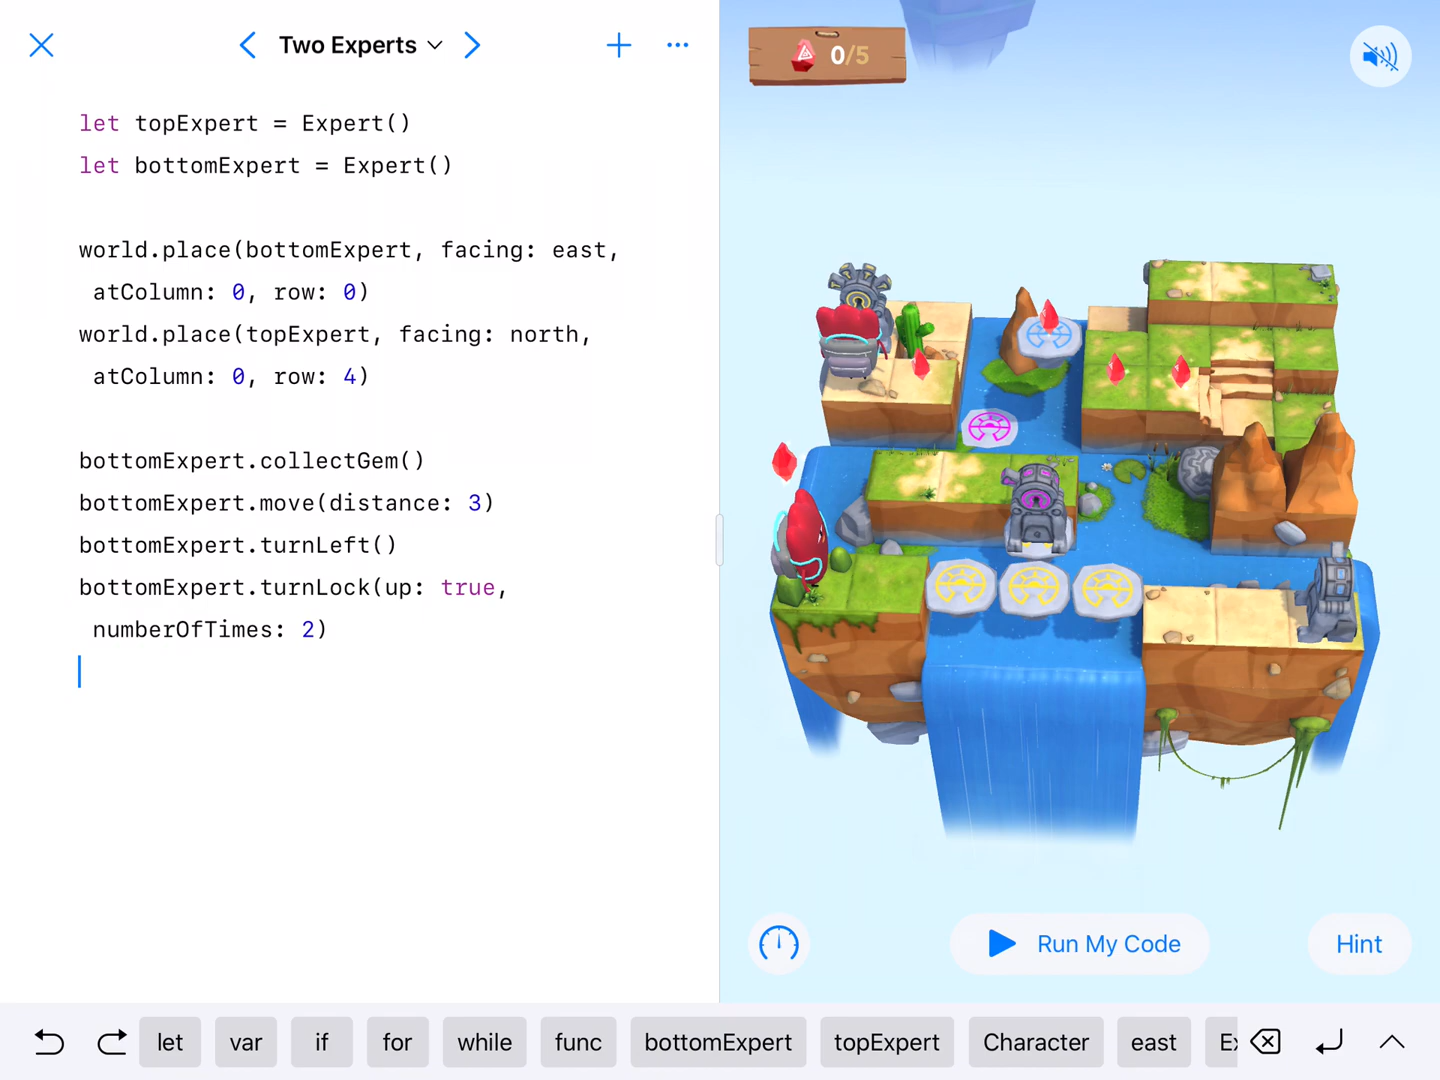 Two Experts
let topExpert = Expert()
let bottomExpert = Expert()
world.place(bottomExpert, facing: east,
atColumn: 0, row: 0)
world.place(topExpert, facing: north,
atColumn: 0, row: 4)
bottomExpert.collectGem()
bottomExpert.move(distance: 3)
bottomExpert.turnLeft()
bottomExpert.turnLock(up: true,
numberOfTimes: 2)
0/5
Run My Code
Hint
let var if for while func bottomExpert topExpert Character east